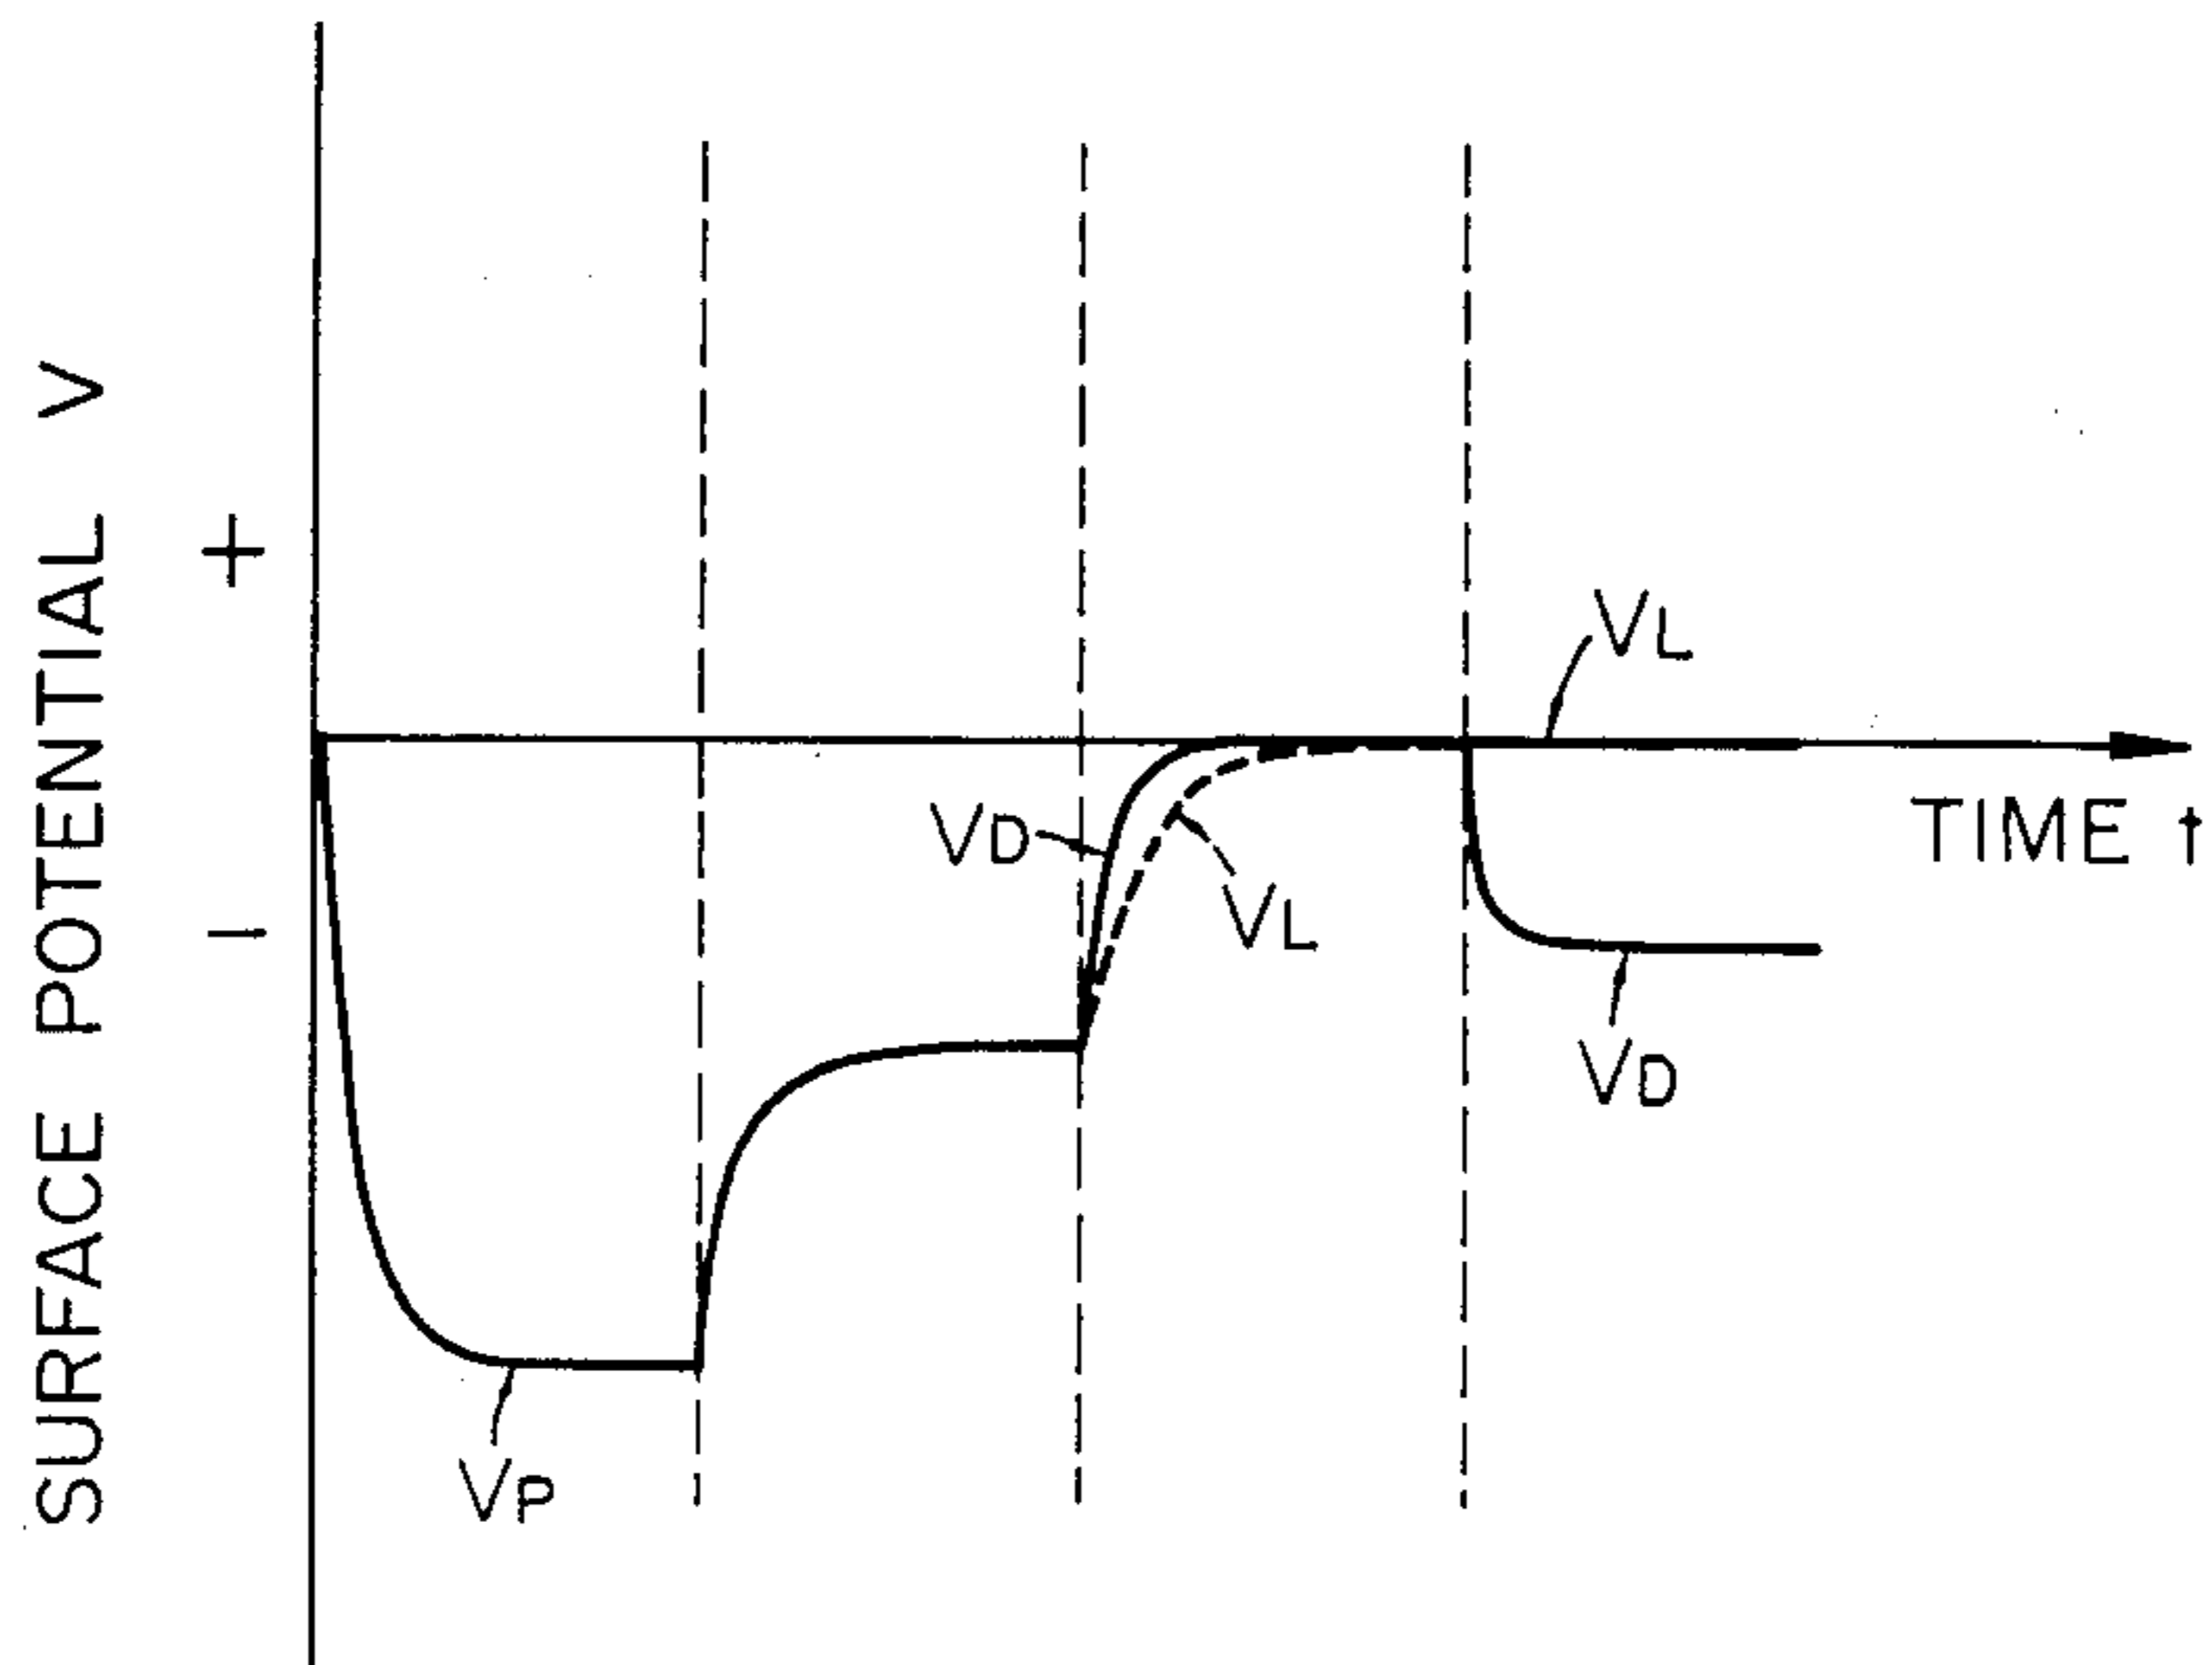 SURFACE POTENTIAL V
+
−
VL
VD
VL
TIME t
VD
VP